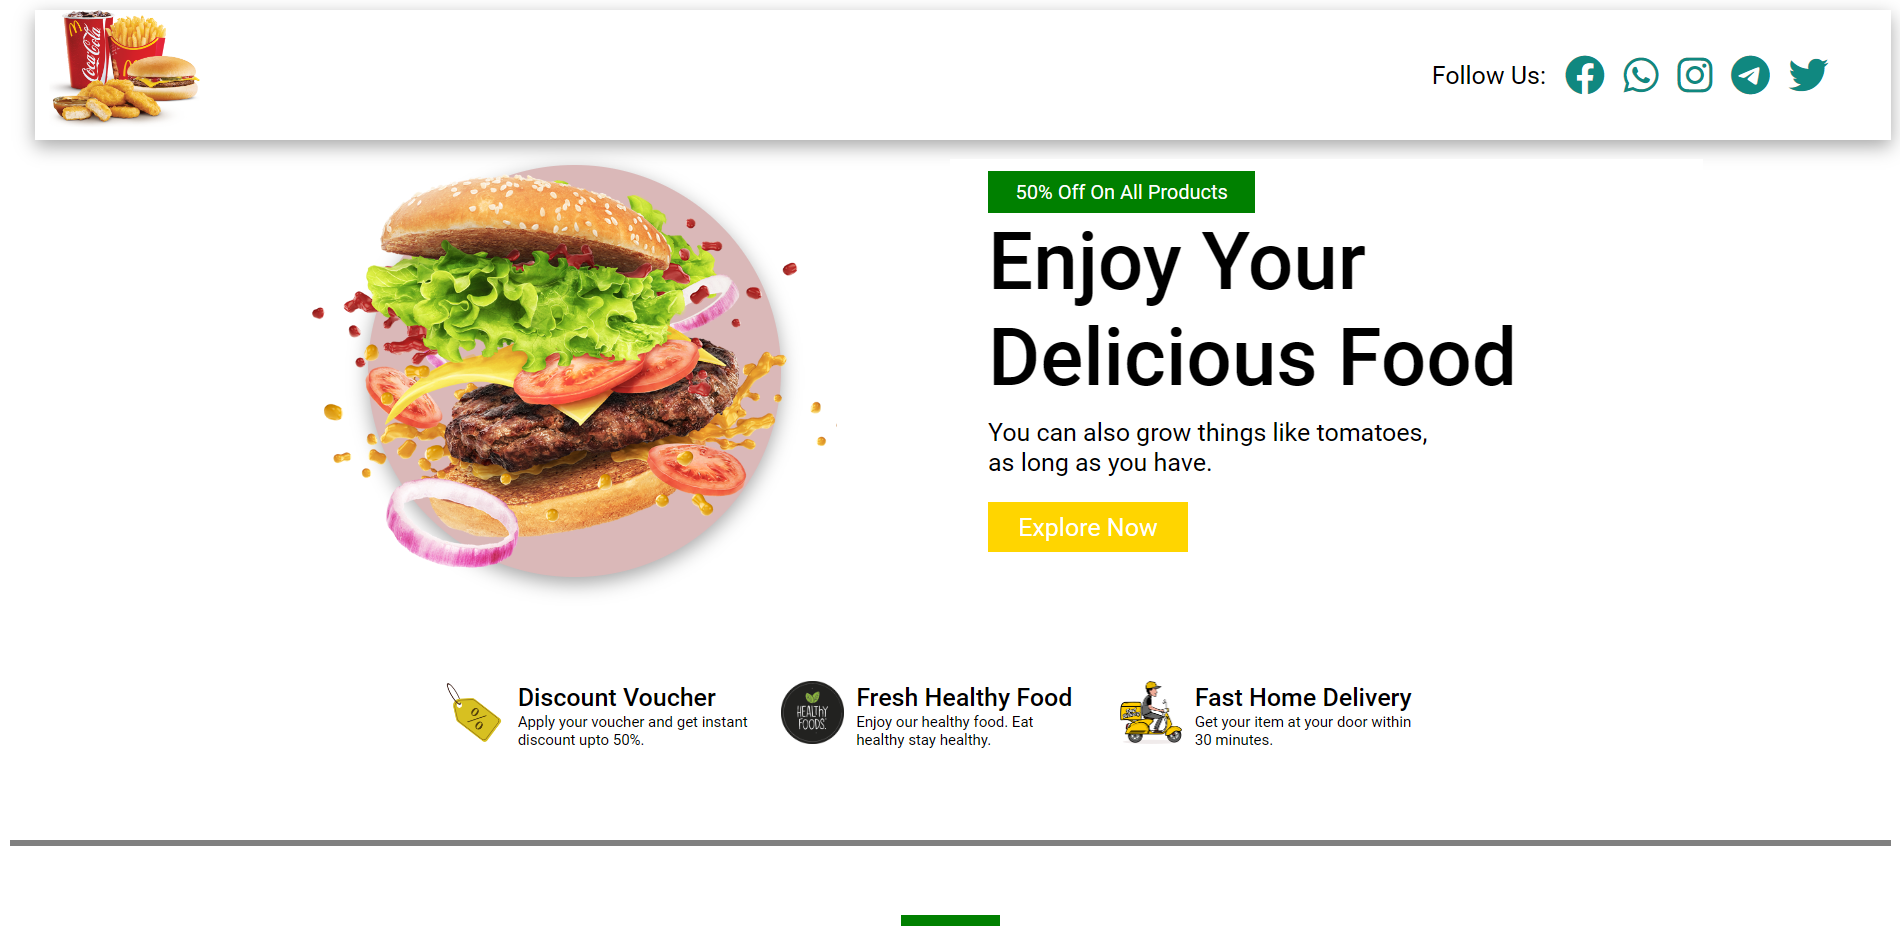 Coca-Cola
Follow Us:
50% Off On All Products
Enjoy Your
Delicious Food
You can also grow things like tomatoes,
as long as you have.
Explore Now
%
Discount Voucher
Apply your voucher and get instant
discount upto 50%.
HEALTHY
FOODS.
Fresh Healthy Food
Enjoy our healthy food. Eat
healthy stay healthy.
Fast Home Delivery
Get your item at your door within
30 minutes.